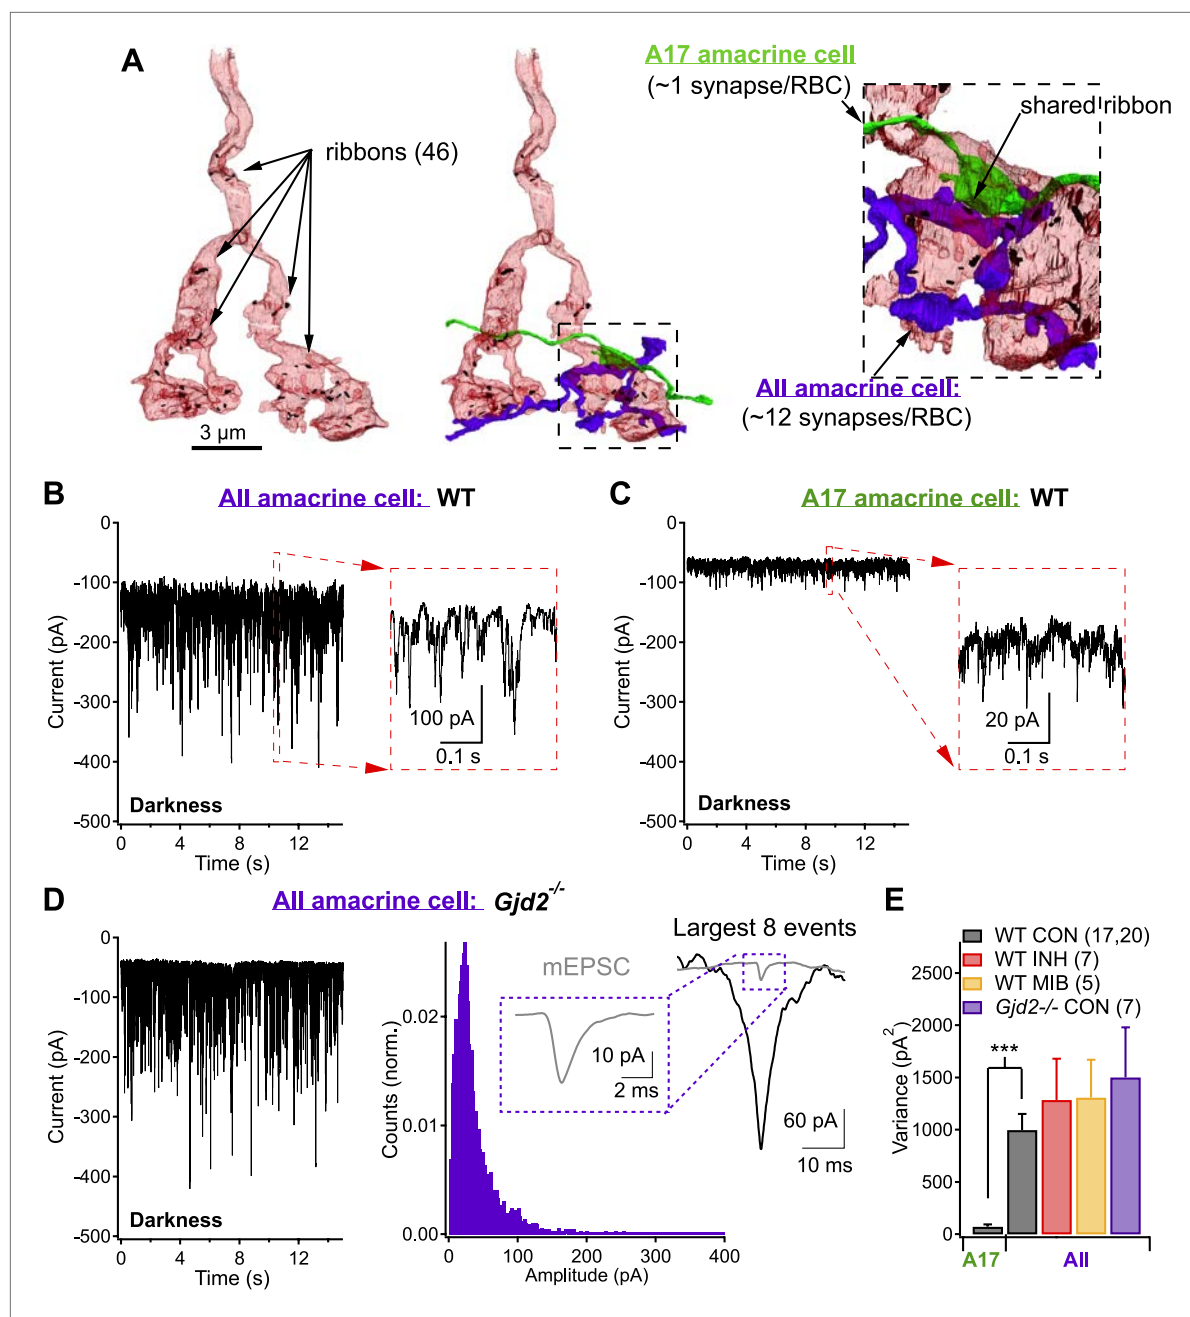 A
A17 amacrine cell
(~1 synapse/RBC)
shared ribbon
ribbons (46)
AII amacrine cell:
(~12 synapses/RBC)
3 µm
B
AII amacrine cell: WT
0
-100
-200
-300
-400
-500
Current (pA)
100 pA
0.1 s
Darkness
0 4 8 12
Time (s)
C
A17 amacrine cell: WT
0
-100
-200
-300
-400
-500
Current (pA)
20 pA
0.1 s
Darkness
0 4 8 12
Time (s)
D
AII amacrine cell: Gjd2-/-
0
-100
-200
-300
-400
-500
Current (pA)
Darkness
0 4 8 12
Time (s)
Largest 8 events
mEPSC
10 pA
2 ms
60 pA
10 ms
0.02
0.01
0.00
Counts (norm.)
0 100 200 300 400
Amplitude (pA)
E
WT CON (17,20)
WT INH (7)
WT MIB (5)
Gjd2-/- CON (7)
2500
2000
1500
1000
500
0
Variance (pA2)
***
A17 AII